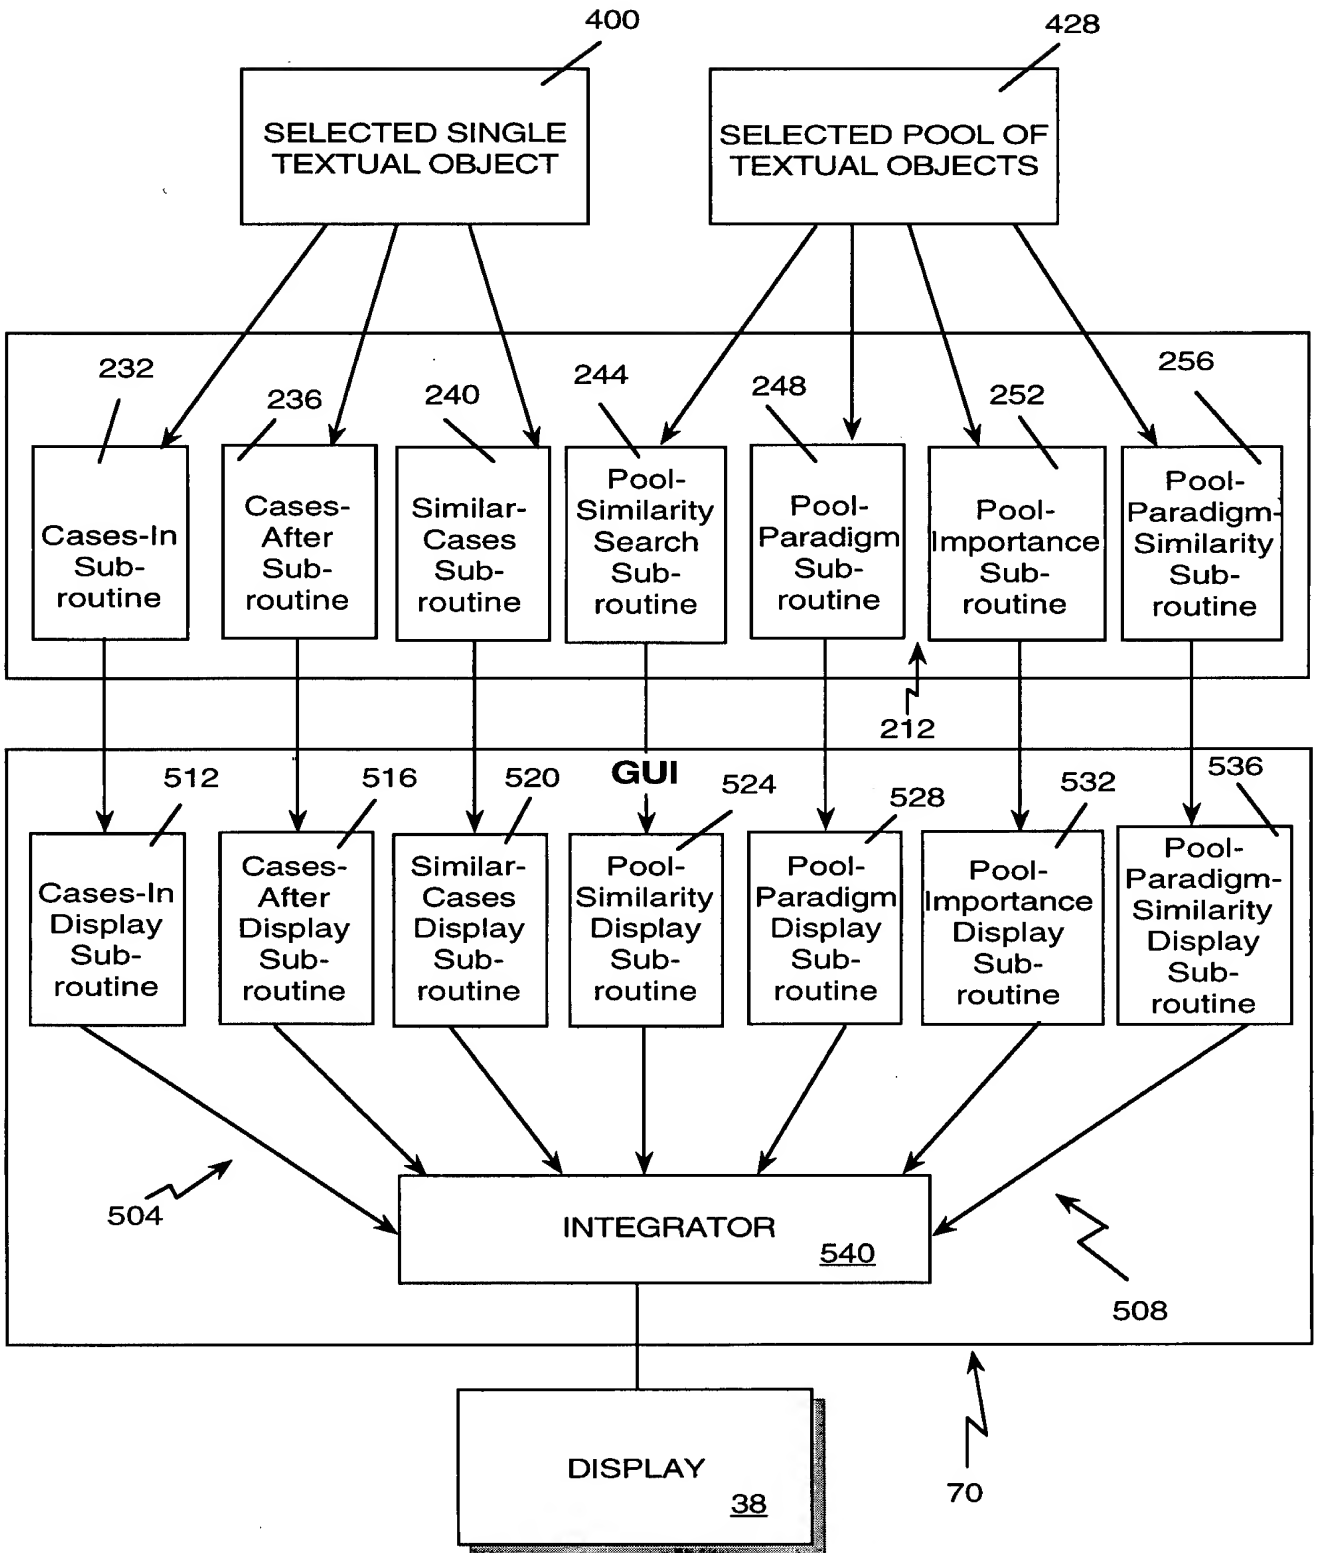 400
428
SELECTED SINGLE
TEXTUAL OBJECT
SELECTED POOL OF
TEXTUAL OBJECTS
232
236
240
244
248
252
256
Cases-In
Sub-
routine
Cases-
After
Sub-
routine
Similar-
Cases
Sub-
routine
Pool-
Similarity
Search
Sub-
routine
Pool-
Paradigm
Sub-
routine
Pool-
Importance
Sub-
routine
Pool-
Paradigm-
Similarity
Sub-
routine
212
GUI
512
516
520
524
528
532
536
Cases-In
Display
Sub-
routine
Cases-
After
Display
Sub-
routine
Similar-
Cases
Display
Sub-
routine
Pool-
Similarity
Display
Sub-
routine
Pool-
Paradigm
Display
Sub-
routine
Pool-
Importance
Display
Sub-
routine
Pool-
Paradigm-
Similarity
Display
Sub-
routine
504
INTEGRATOR
540
508
DISPLAY
38
70